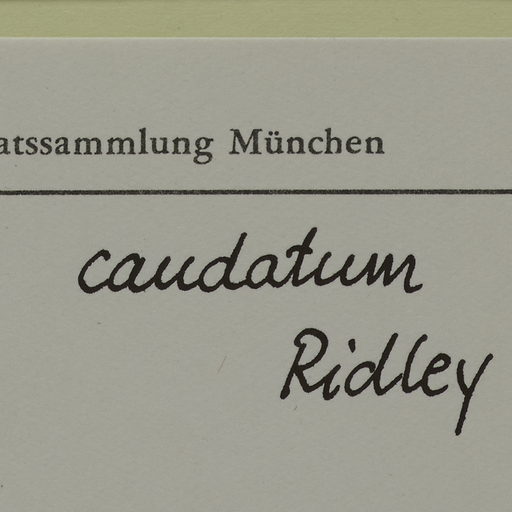 atssammlung München
caudatum
Ridley